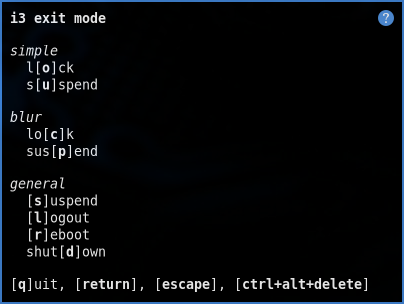 i3 exit mode
?
simple
l[o]ck
s[u]spend
blur
lo[c]k
sus[p]end
general
[s]uspend
[l]ogout
[r]eboot
shut[d]own
[q]uit, [return], [escape], [ctrl+alt+delete]